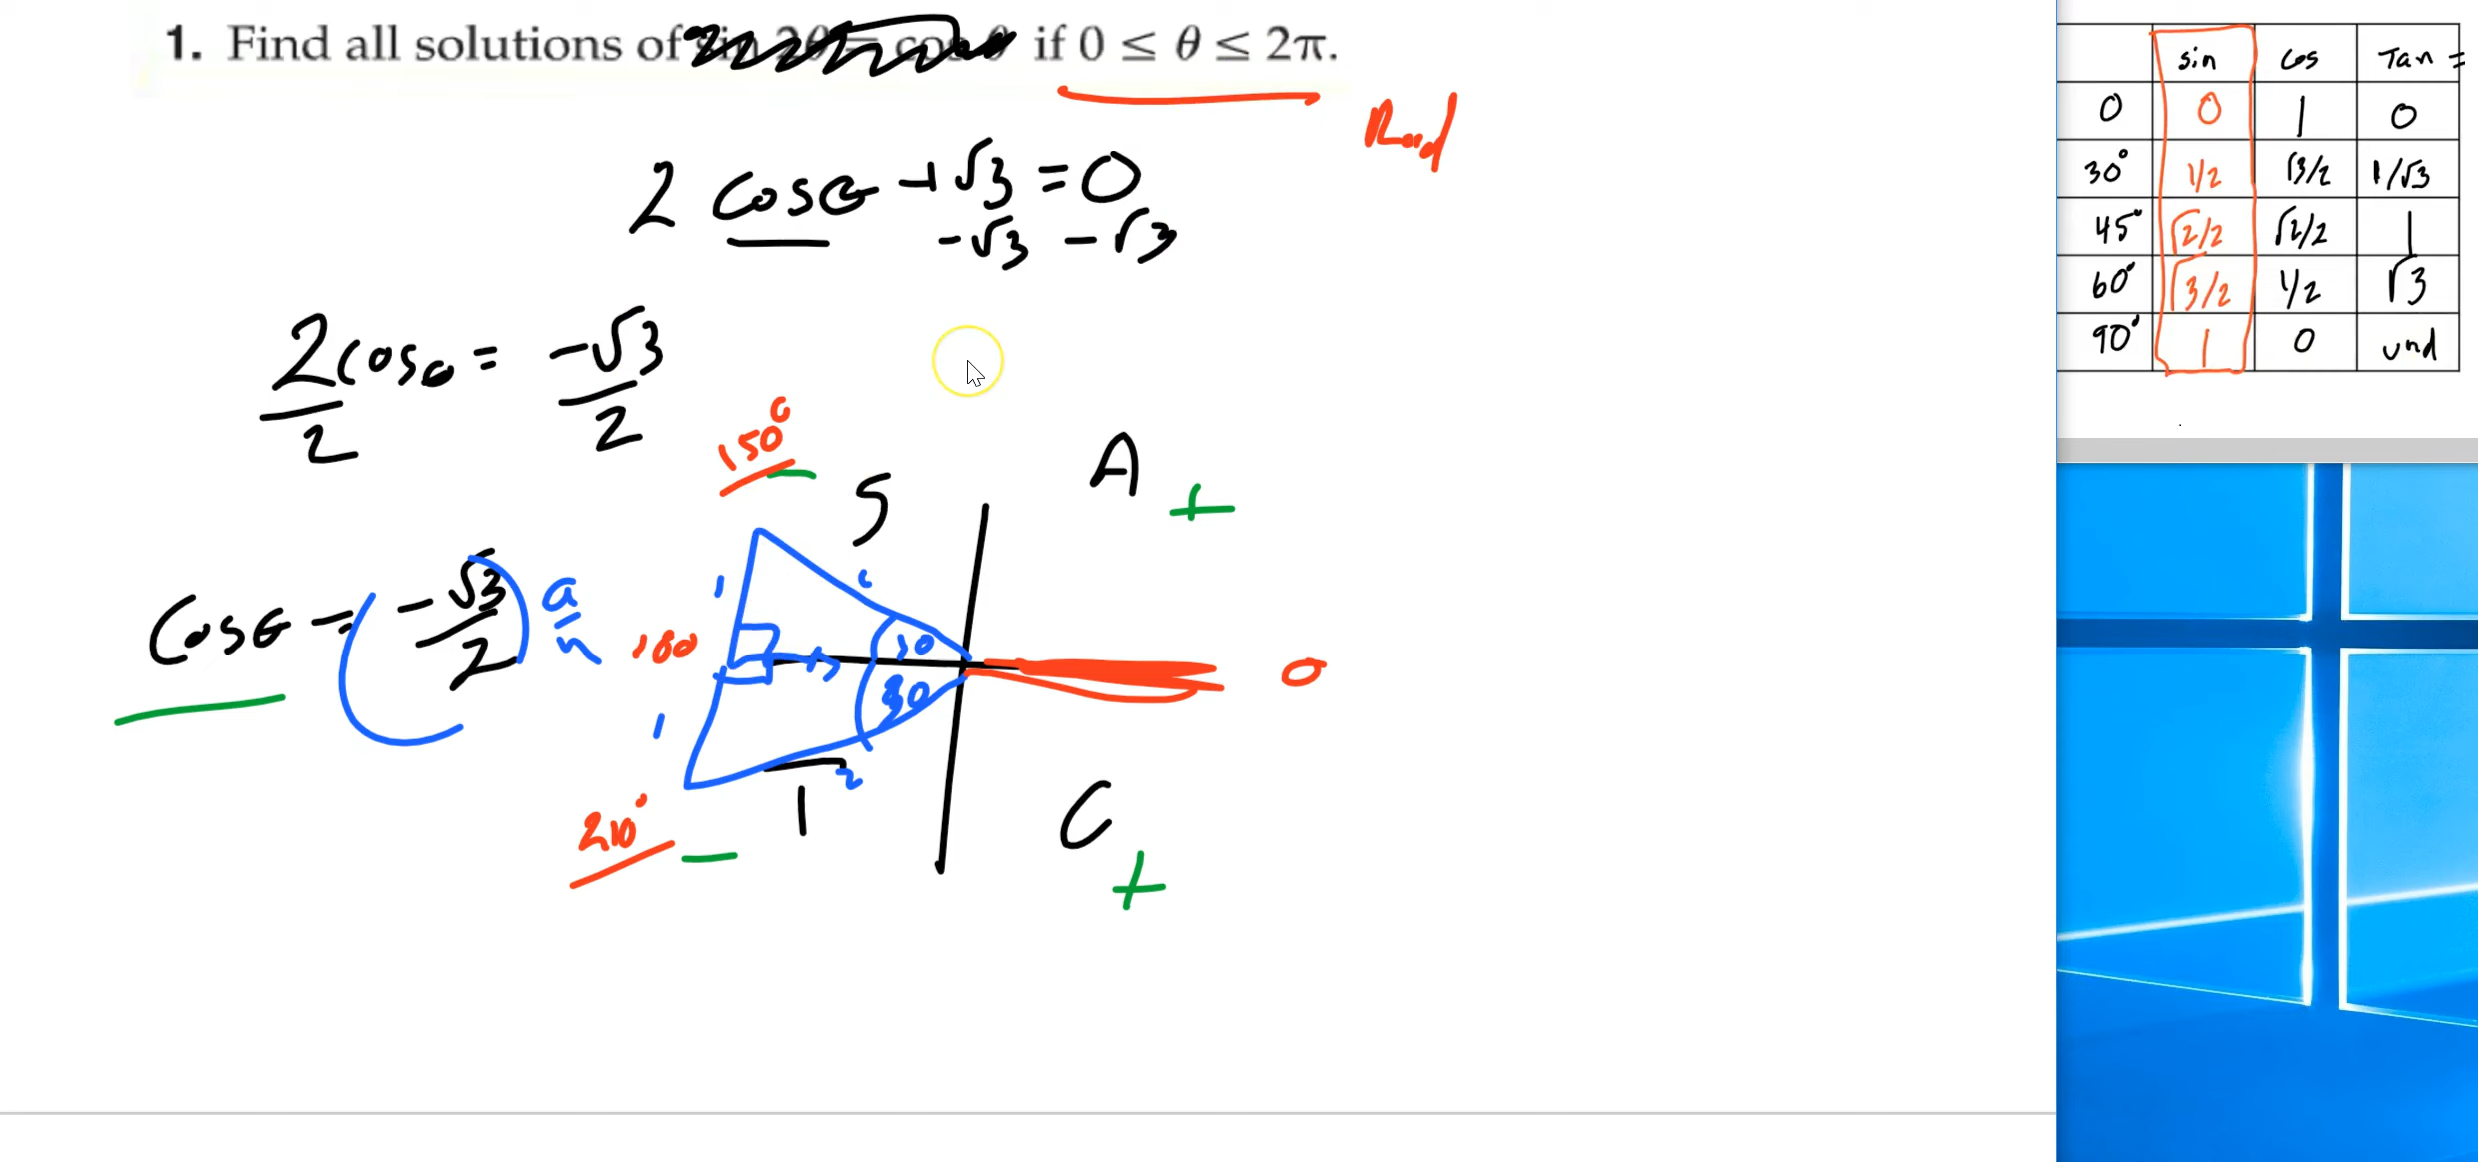 1. Find all solutions of if 0 ≤ θ ≤ 2π.
Rad
2 cosθ + √3 = 0
-√3 -√3
2cosθ = -√3
2 2
150°
S A +
cosθ = (-√3/2) a/h
1 2
180 30 0
-√3
30
1 2
210° T C
+
sin cos Tan =
0 0 1 0
30° 1/2 √3/2 1/√3
45° √2/2 √2/2 1
60° √3/2 1/2 √3
90° 1 0 und